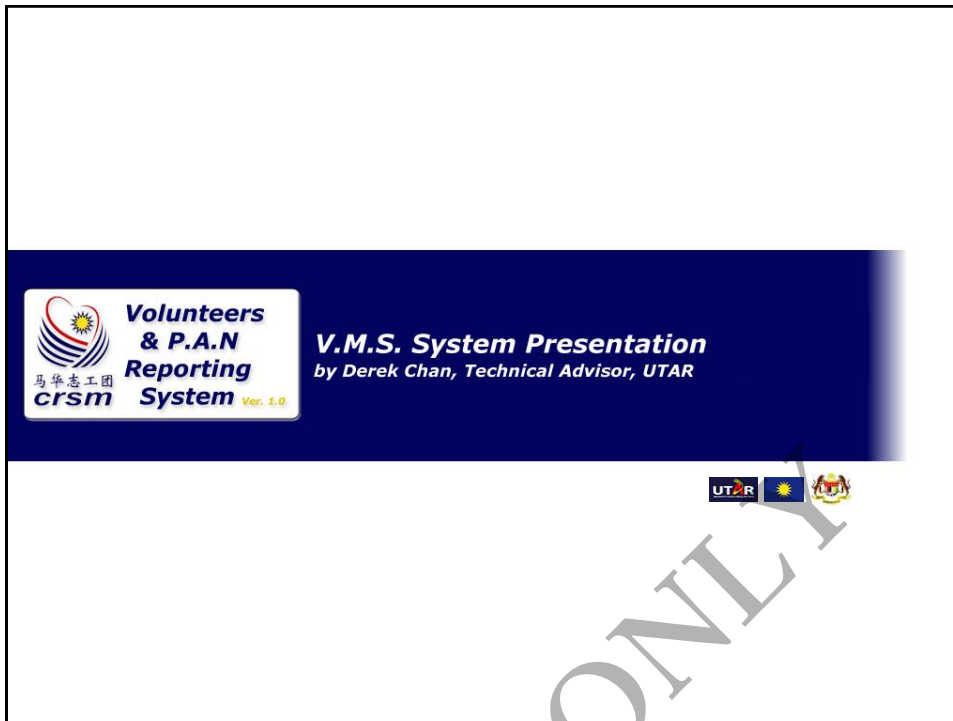 Volunteers
& P.A.N
Reporting
System Ver. 1.0
马华志工团
crsm
V.M.S. System Presentation
by Derek Chan, Technical Advisor, UTAR
UTAR
ONLY